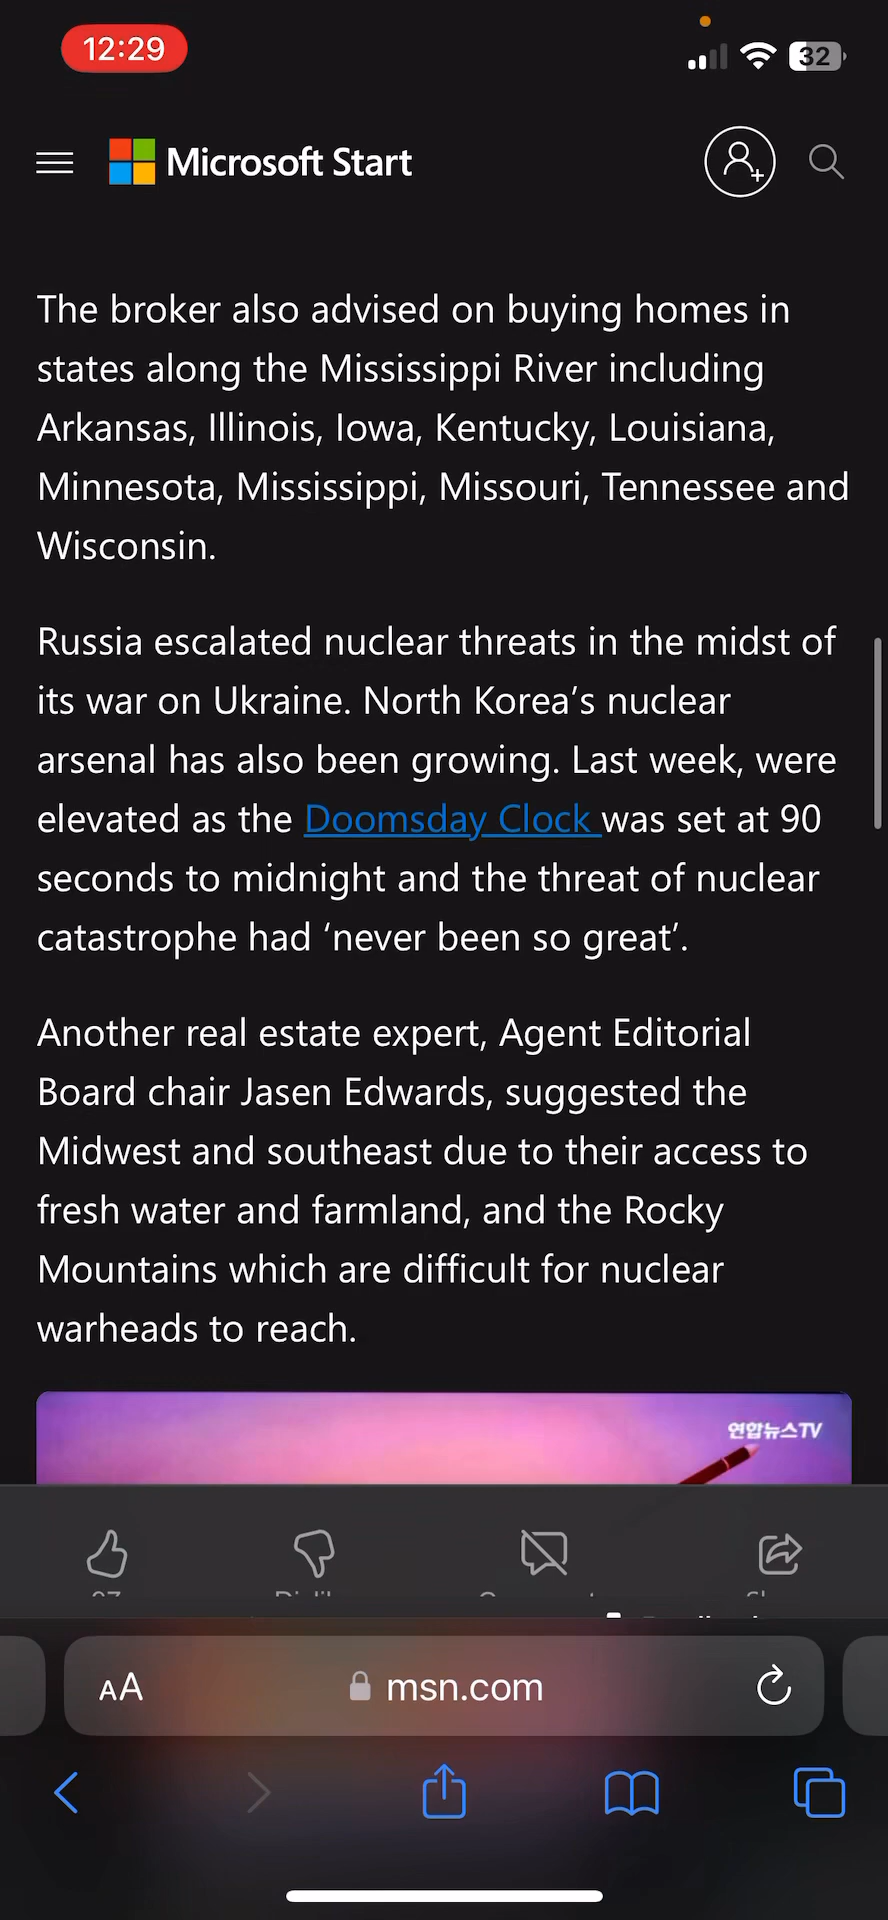 12:29
32
Microsoft Start
The broker also advised on buying homes in
states along the Mississippi River including
Arkansas, Illinois, Iowa, Kentucky, Louisiana,
Minnesota, Mississippi, Missouri, Tennessee and
Wisconsin.
Russia escalated nuclear threats in the midst of
its war on Ukraine. North Korea’s nuclear
arsenal has also been growing. Last week, were
elevated as the Doomsday Clock was set at 90
seconds to midnight and the threat of nuclear
catastrophe had ‘never been so great’.
Another real estate expert, Agent Editorial
Board chair Jasen Edwards, suggested the
Midwest and southeast due to their access to
fresh water and farmland, and the Rocky
Mountains which are difficult for nuclear
warheads to reach.
연합뉴스TV
AA msn.com